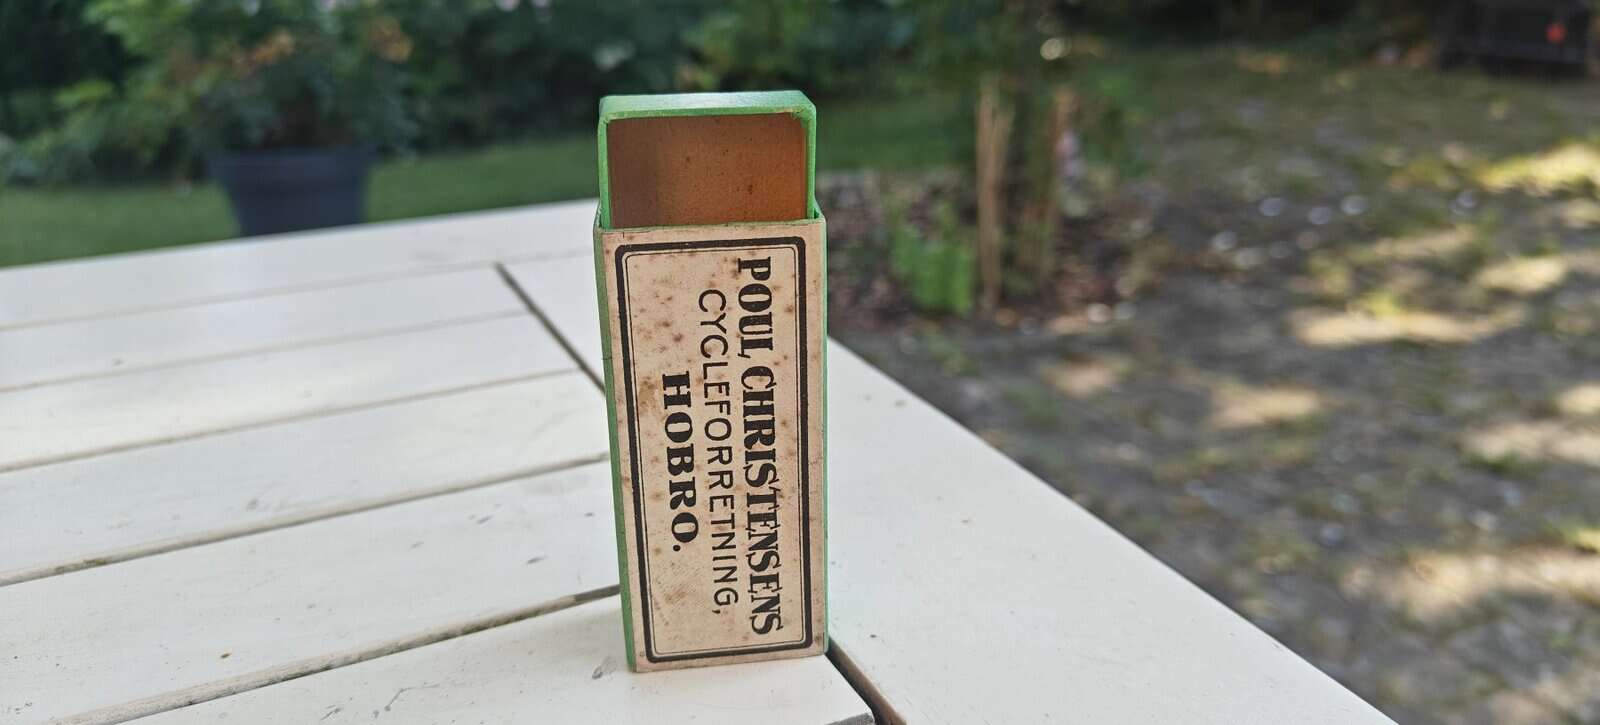 POUL CHRISTENSENS
CYCLEFORRETNING,
HOBRO.